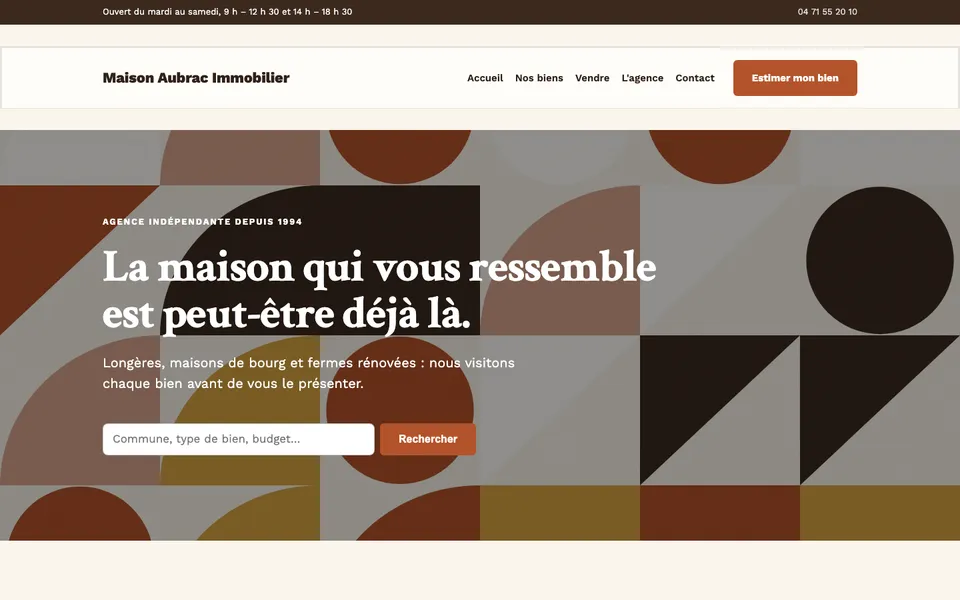 Ouvert du mardi au samedi, 9 h – 12 h 30 et 14 h – 18 h 30
04 71 55 20 10
Maison Aubrac Immobilier
Accueil
Nos biens
Vendre
L'agence
Contact
Estimer mon bien
AGENCE INDÉPENDANTE DEPUIS 1994
La maison qui vous ressemble
est peut-être déjà là.
Longères, maisons de bourg et fermes rénovées : nous visitons
chaque bien avant de vous le présenter.
Commune, type de bien, budget...
Rechercher